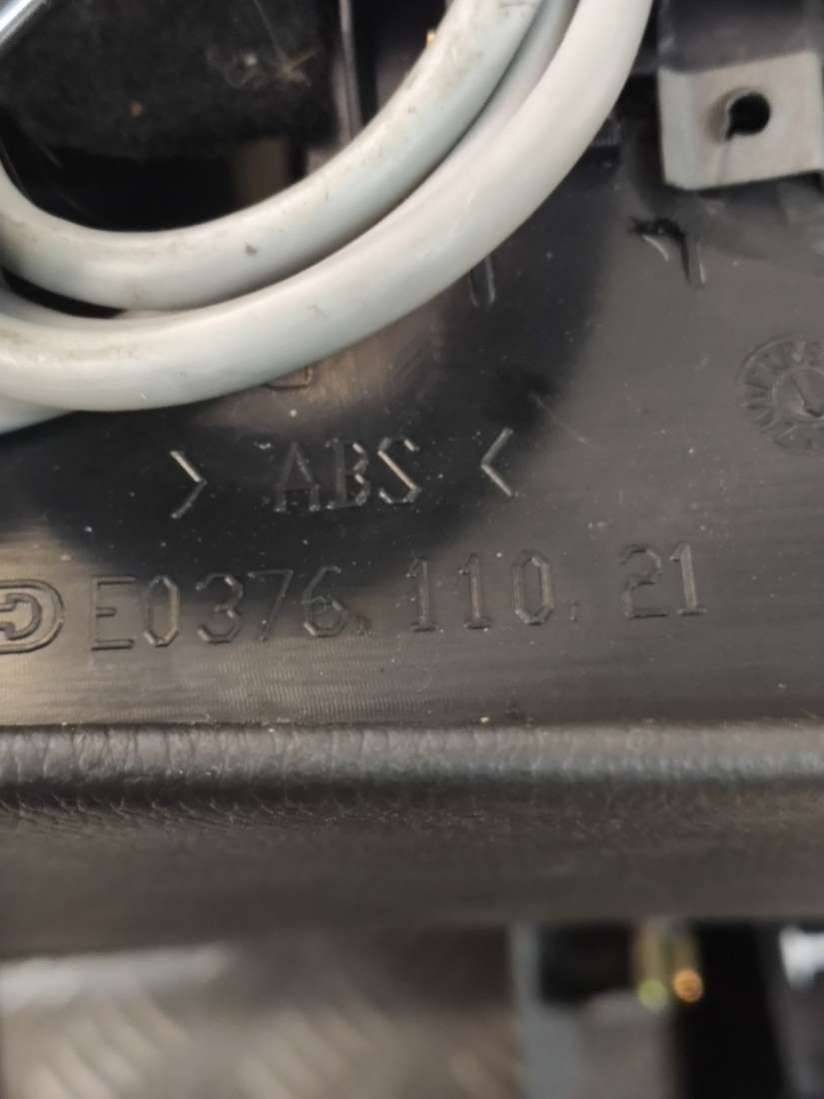 > ABS <
E0376.110.21